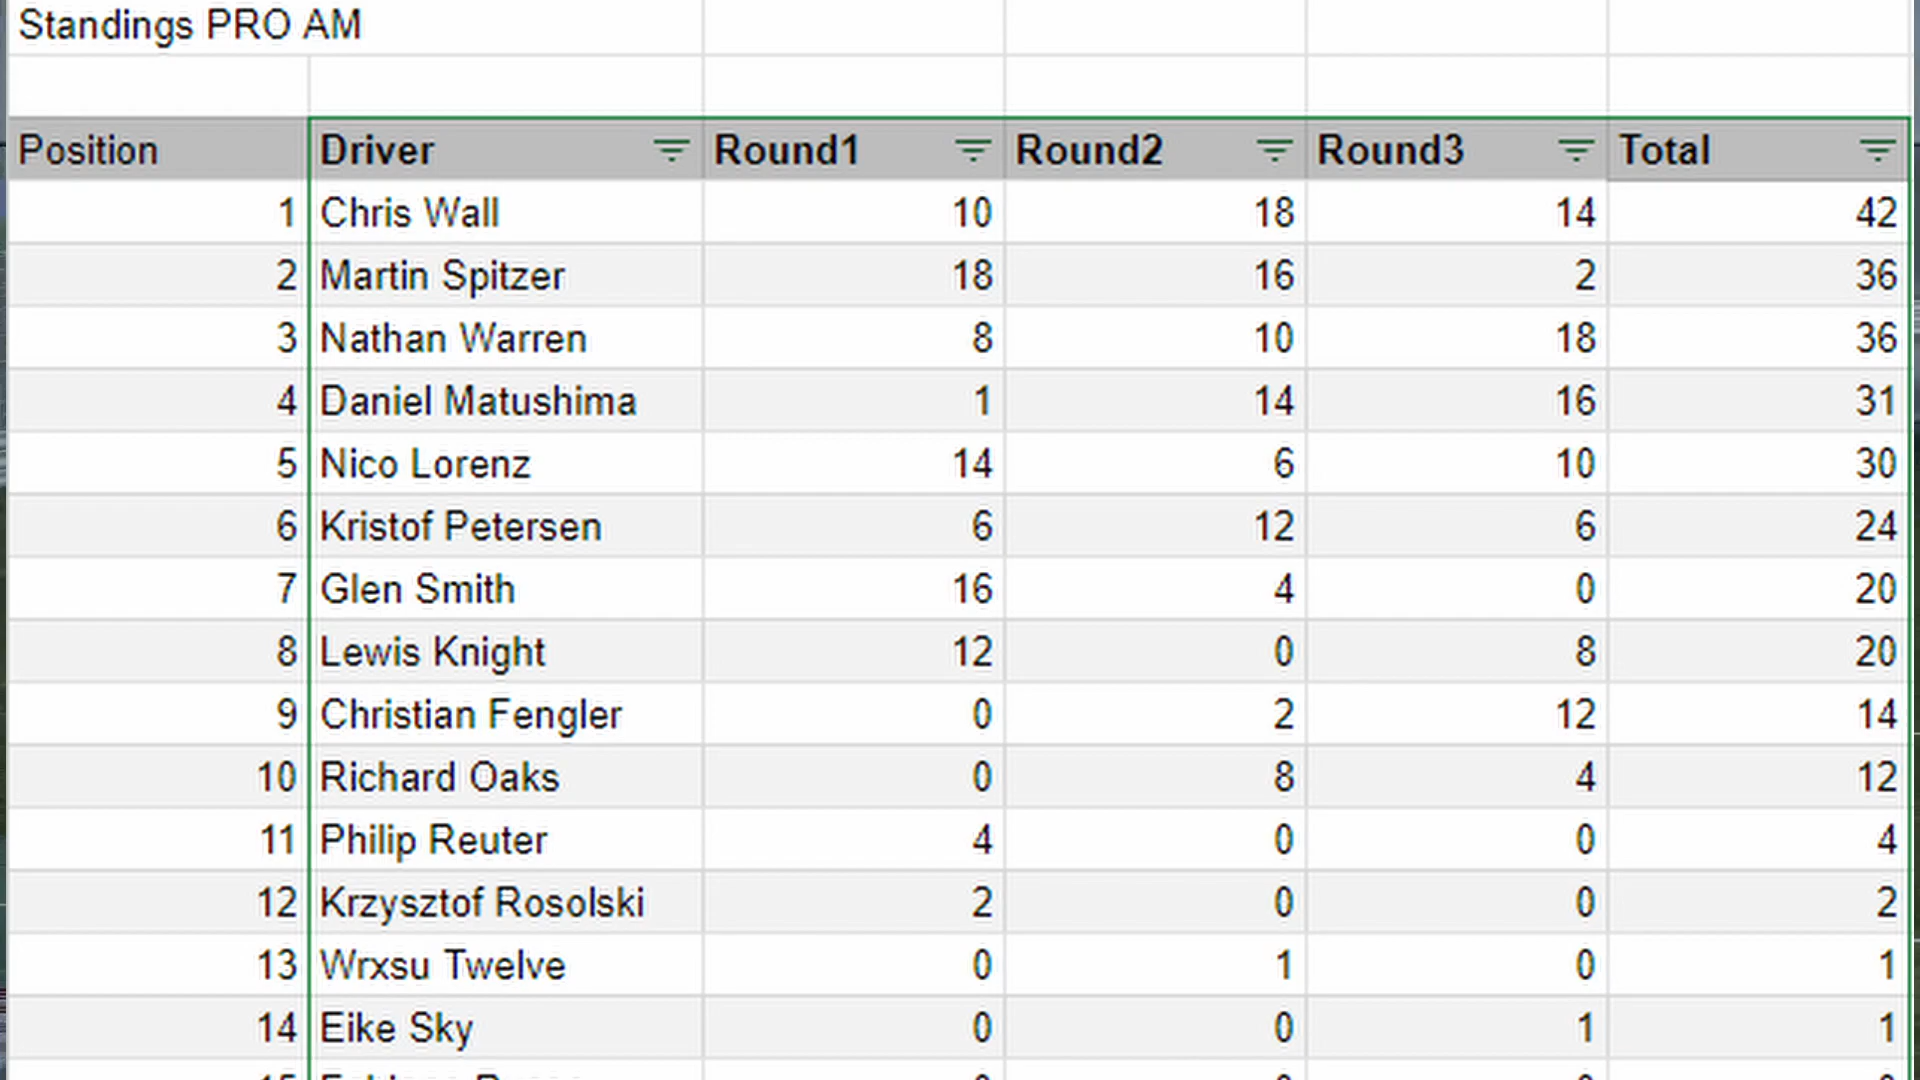 Standings PRO AM
Position Driver Round1 Round2 Round3 Total
1 Chris Wall 10 18 14 42
2 Martin Spitzer 18 16 2 36
3 Nathan Warren 8 10 18 36
4 Daniel Matushima 1 14 16 31
5 Nico Lorenz 14 6 10 30
6 Kristof Petersen 6 12 6 24
7 Glen Smith 16 4 0 20
8 Lewis Knight 12 0 8 20
9 Christian Fengler 0 2 12 14
10 Richard Oaks 0 8 4 12
11 Philip Reuter 4 0 0 4
12 Krzysztof Rosolski 2 0 0 2
13 Wrxsu Twelve 0 1 0 1
14 Eike Sky 0 0 1 1